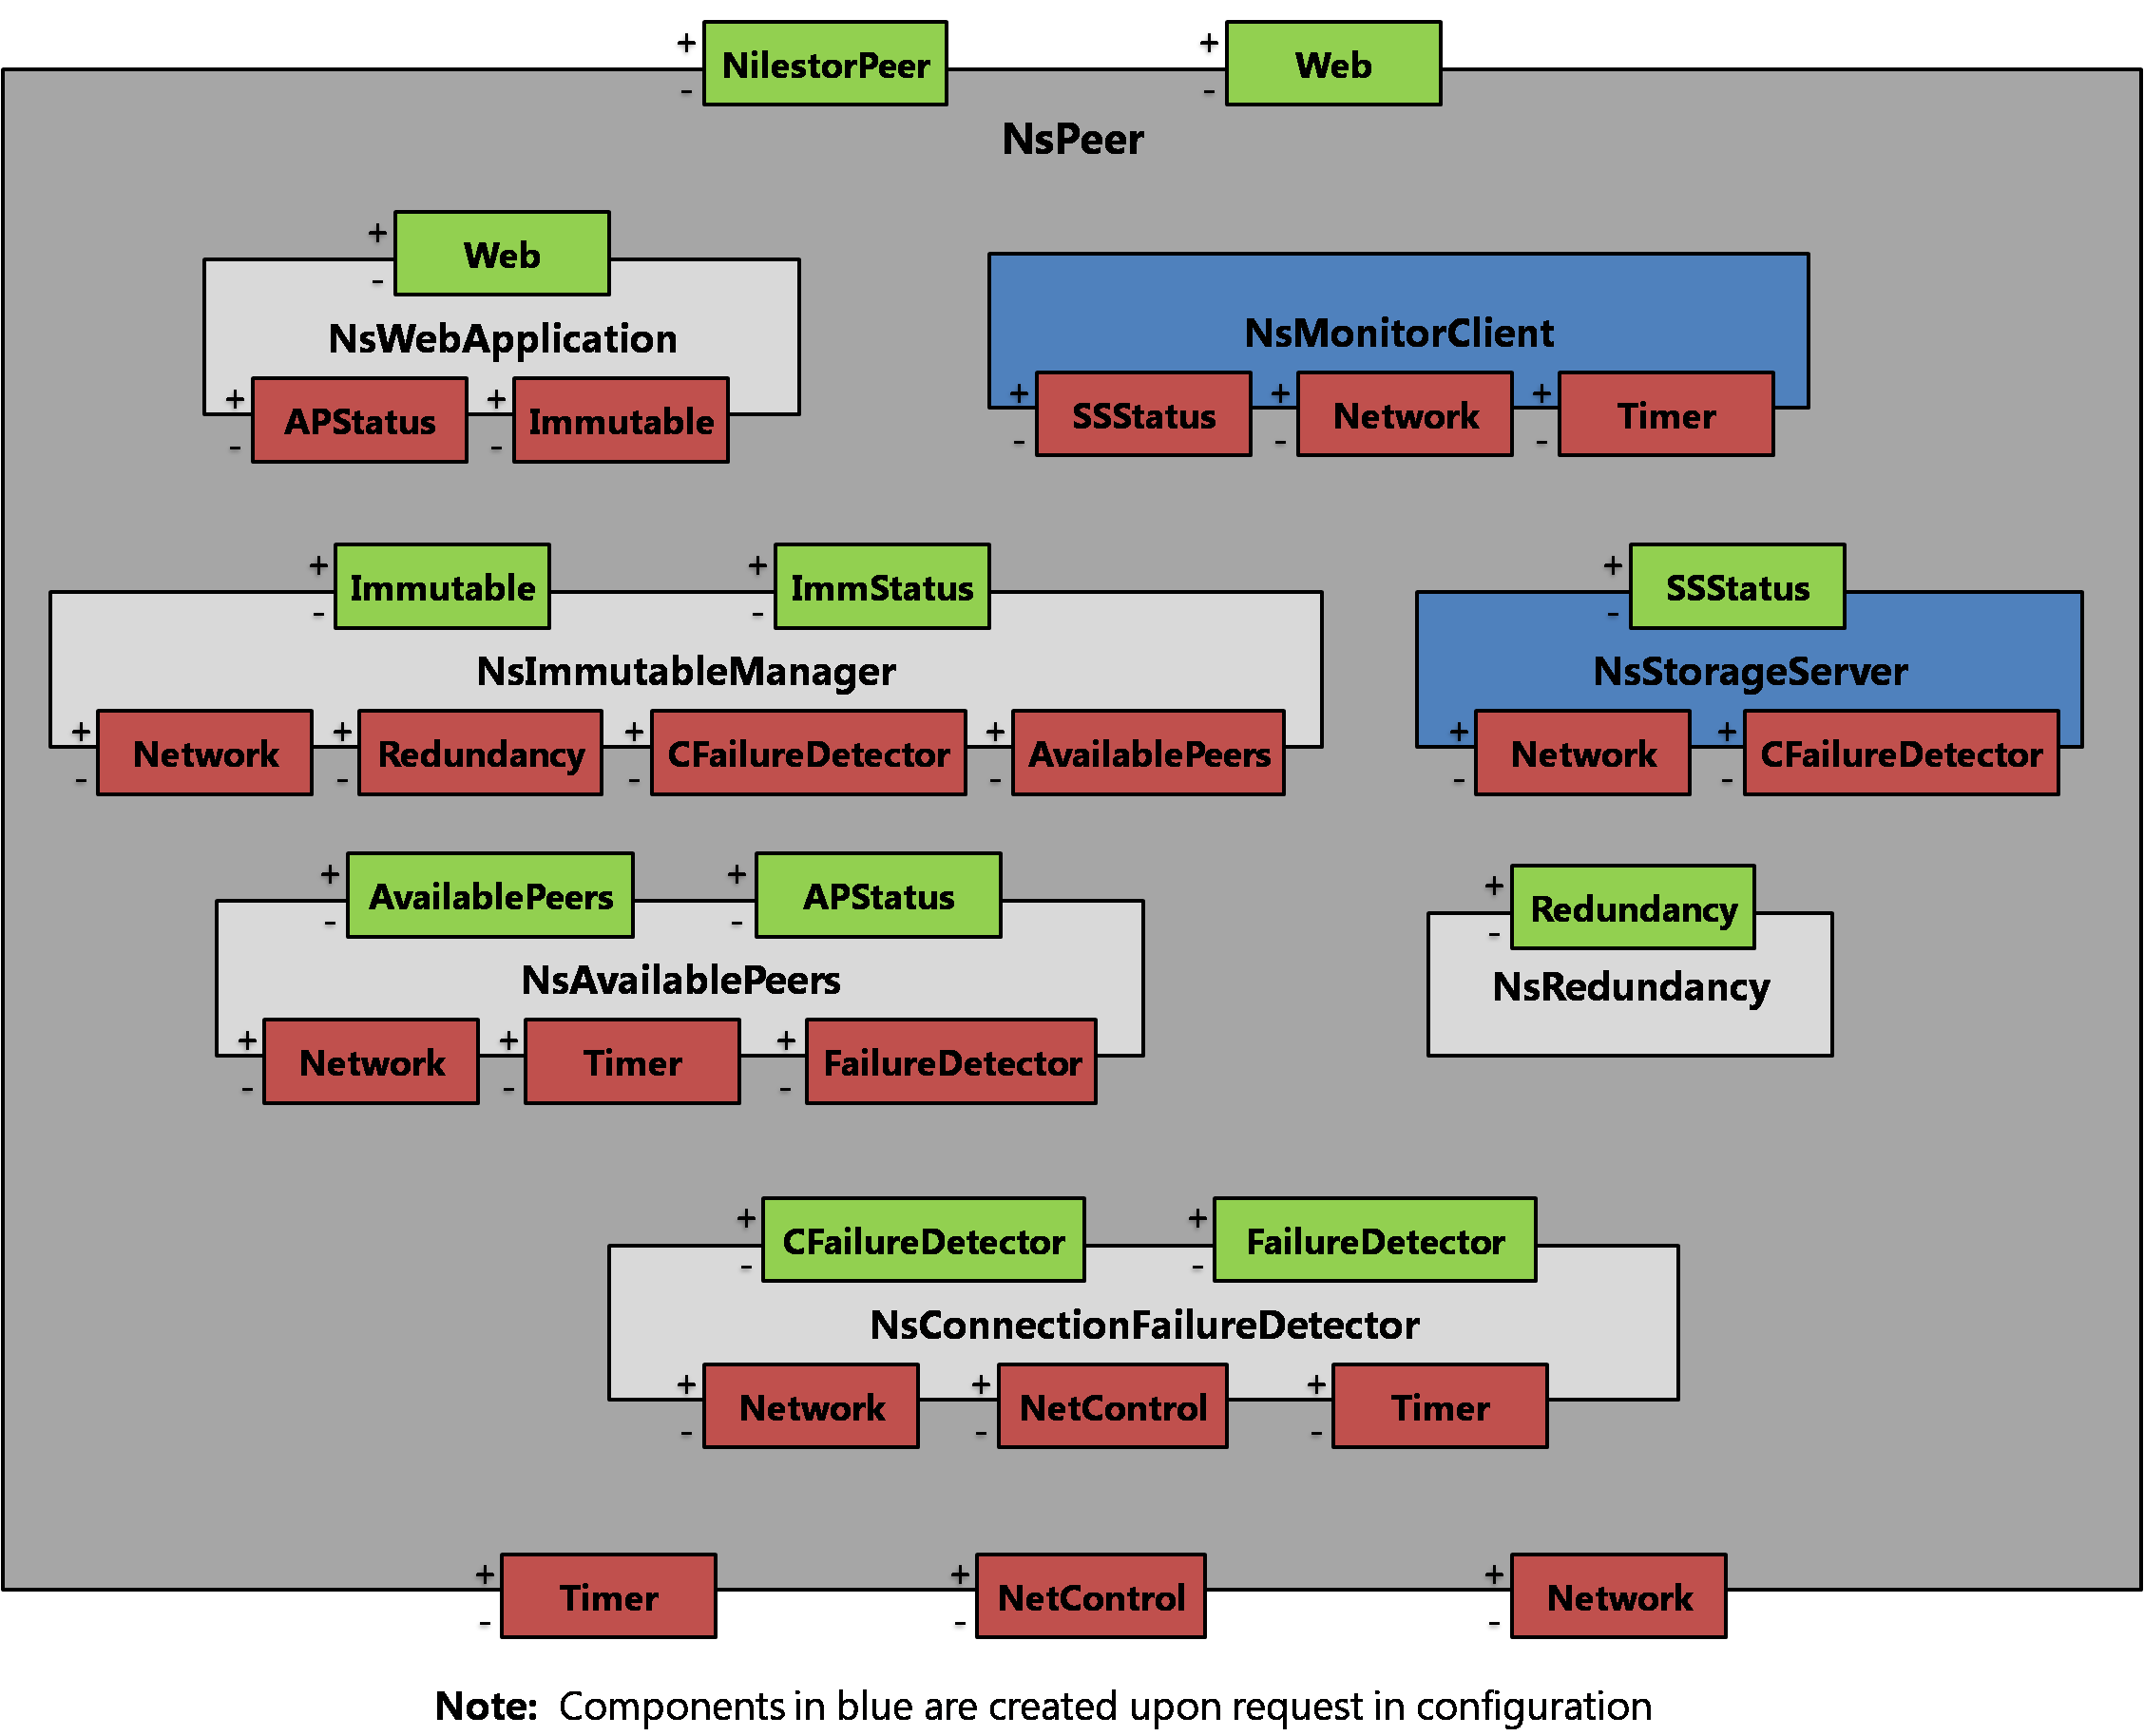 + NilestorPeer + Web
- -
NsPeer
+ Web
-
NsWebApplication
+ APStatus + Immutable
- -
NsMonitorClient
+ SSStatus + Network + Timer
- - -
+ Immutable + ImmStatus
- -
NsImmutableManager
+ Network + Redundancy + CFailureDetector + AvailablePeers
- - - -
+ SSStatus
-
NsStorageServer
+ Network + CFailureDetector
- -
+ AvailablePeers + APStatus
- -
NsAvailablePeers
+ Network + Timer + FailureDetector
- - -
+ Redundancy
-
NsRedundancy
+ CFailureDetector + FailureDetector
- -
NsConnectionFailureDetector
+ Network + NetControl + Timer
- - -
+ Timer + NetControl + Network
- - -
Note: Components in blue are created upon request in configuration